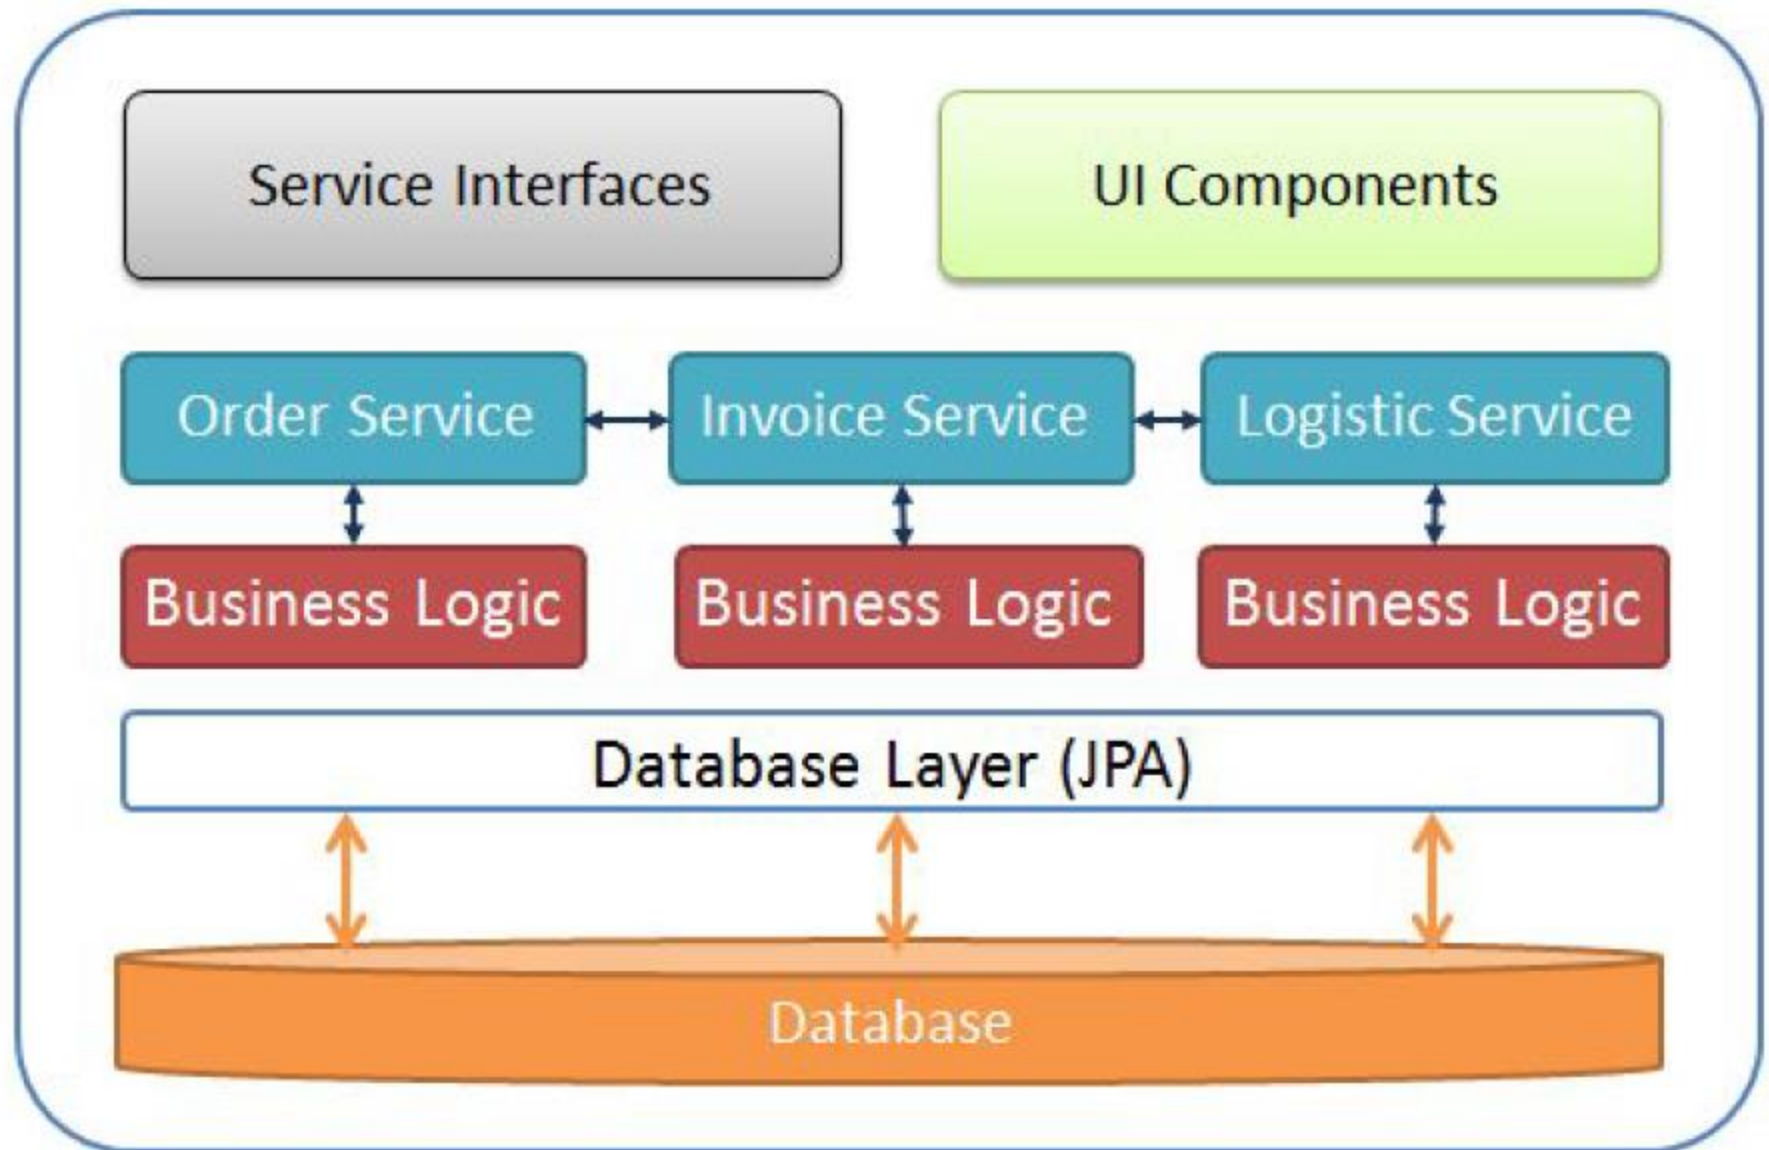 Service Interfaces
UI Components
Order Service
Invoice Service
Logistic Service
Business Logic
Business Logic
Business Logic
Database Layer (JPA)
Database